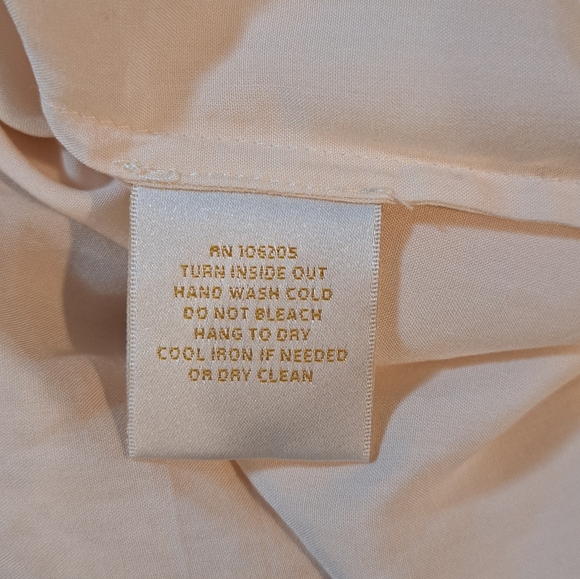 RN 106205
TURN INSIDE OUT
HAND WASH COLD
DO NOT BLEACH
HANG TO DRY
COOL IRON IF NEEDED
OR DRY CLEAN